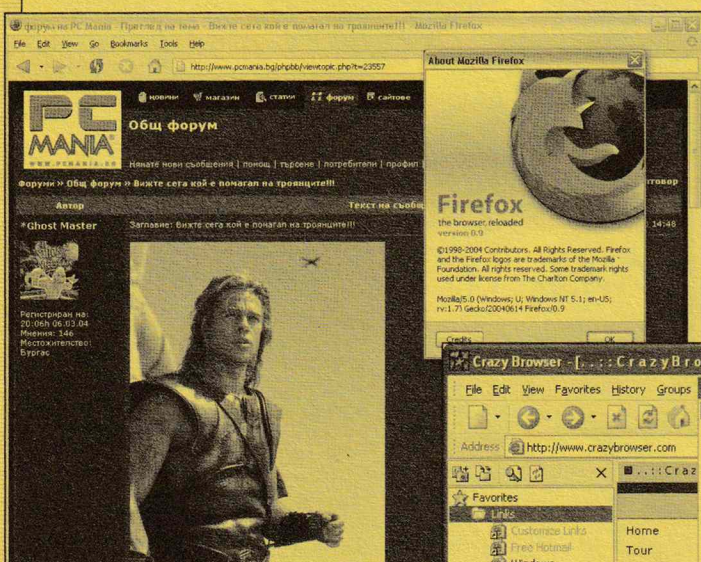 форум на PC Mania - Преглед на тема - Вижте сега кой е помагал на троянците!!! - Mozilla Firefox
File Edit View Go Bookmarks Tools Help
http://www.pcmania.bg/phpbb/viewtopic.php?t=23557
PC
MANIA
WWW.PCMANIA.BG
новини магазин статии форум сайтове
Общ форум
Нямате нови съобщения | помощ | търсене | потребители | профил |
Форуми » Общ форум » Вижте сега кой е помагал на троянците!!!
Автор
Текст на съобщ
*Ghost Master
Заглавие: Вижте сега кой е помагал на троянците!!!
14:46
Регистриран на:
20:06h 06.03.04
Мнения: 146
Местожителство:
Бургас
About Mozilla Firefox
Firefox
the browser, reloaded
version 0.9
©1998-2004 Contributors. All Rights Reserved. Firefox
and the Firefox logos are trademarks of the Mozilla
Foundation. All rights reserved. Some trademark rights
used under license from The Charlton Company.
Mozilla/5.0 (Windows; U; Windows NT 5.1; en-US;
rv:1.7) Gecko/20040614 Firefox/0.9
Credits
OK
Crazy Browser - [..::CrazyBro
File Edit View Favorites History Groups
Address http://www.crazybrowser.com
..::Craz
Favorites
Links
Customize Links
Free Hotmail
Windows
Home
Tour